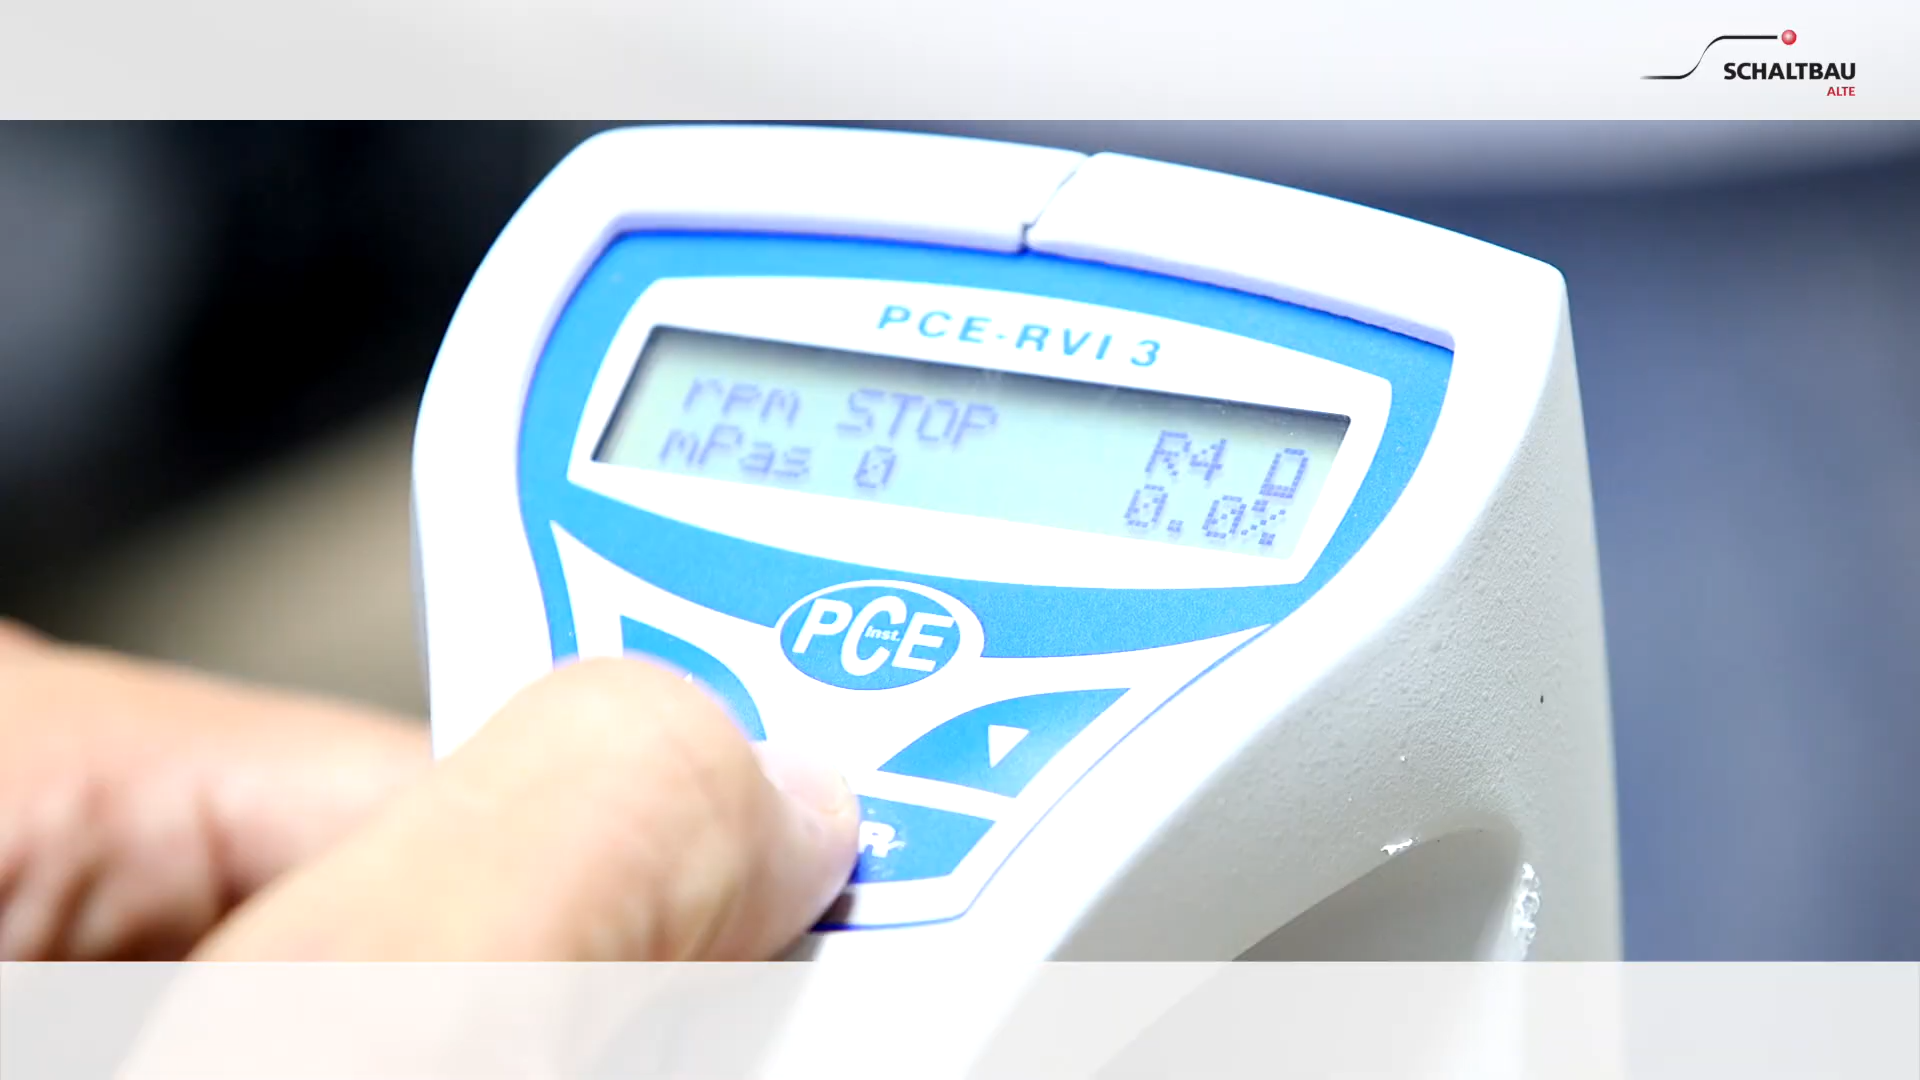 SCHALTBAU
ALTE
PCE-RVI 3
rpm STOP R4
mPas 0 0.0%
PCE
Inst.
R